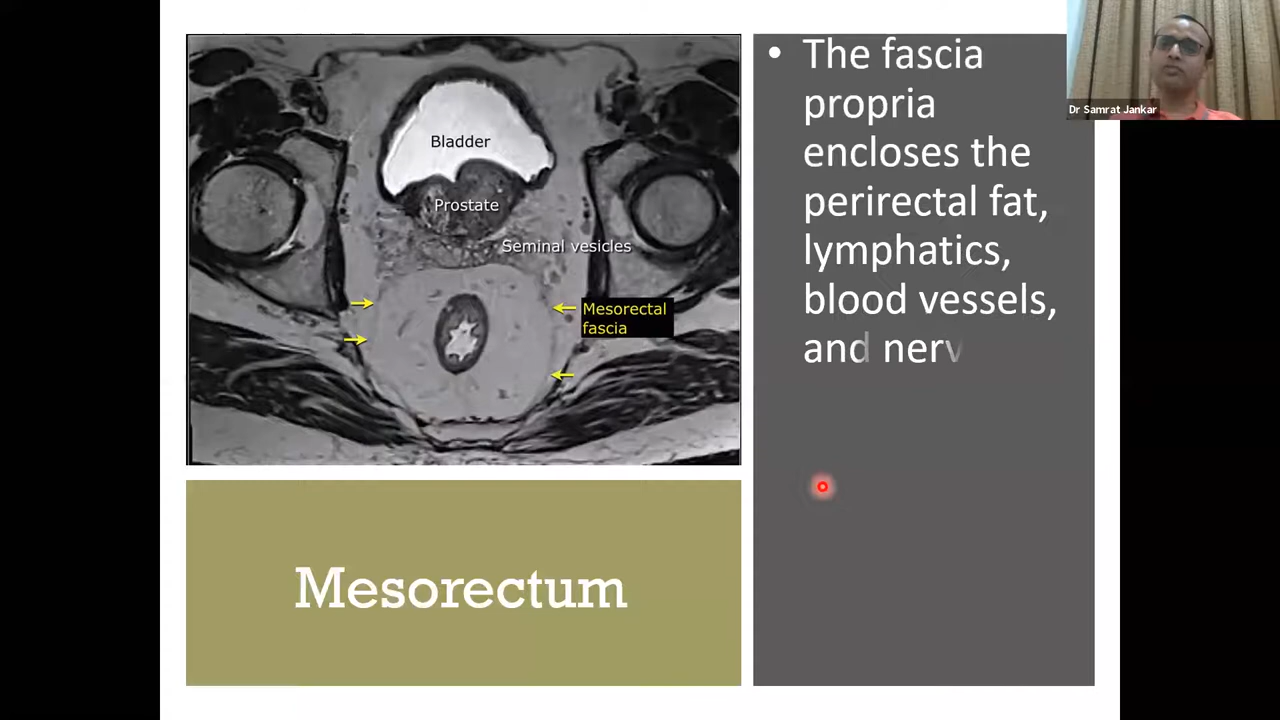 Bladder
Prostate
Seminal vesicles
Mesorectal
fascia
Mesorectum
• The fascia
propria
encloses the
perirectal fat,
lymphatics,
blood vessels,
and nerv
Dr Samrat Jankar